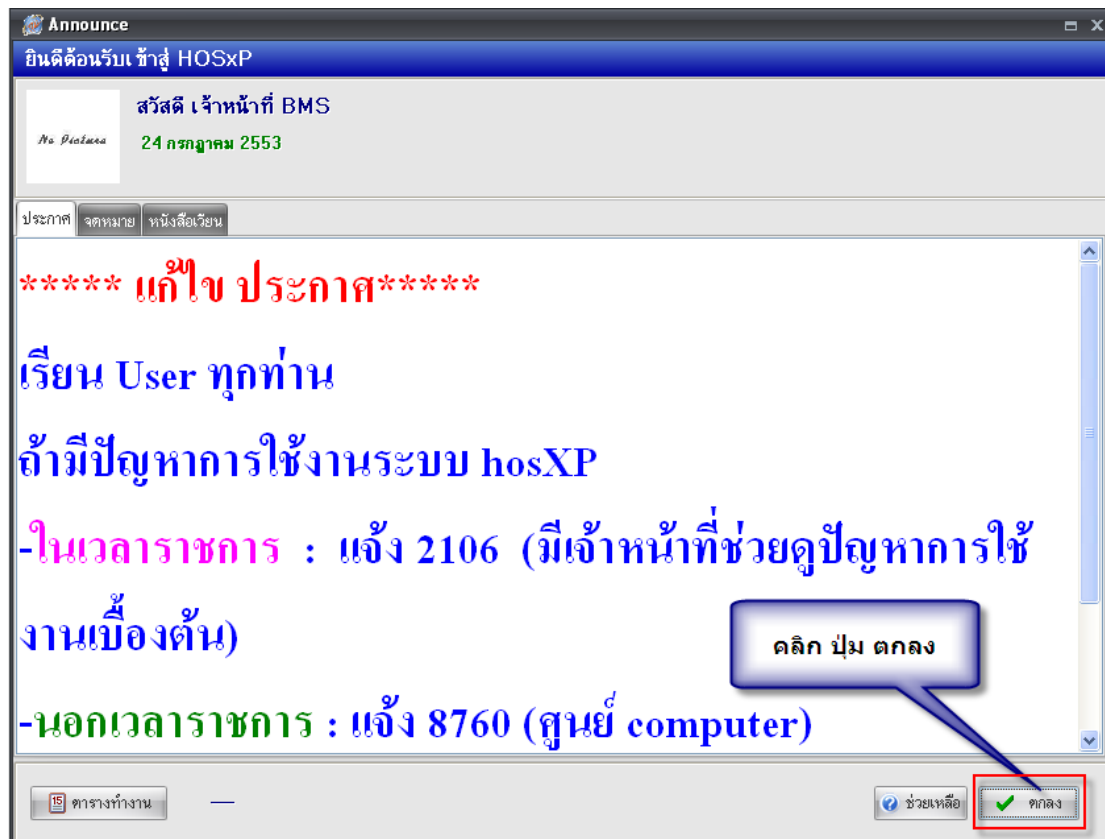 Announce
ยินดีต้อนรับเข้าสู่ HOSxP
สวัสดี เจ้าหน้าที่ BMS
No Picture
24 กรกฎาคม 2553
ประกาศ จดหมาย หนังสือเวียน
***** แก้ไข ประกาศ*****
เรียน User ทุกท่าน
ถ้ามีปัญหาการใช้งานระบบ hosXP
-ในเวลาราชการ : แจ้ง 2106 (มีเจ้าหน้าที่ช่วยดูปัญหาการใช้
งานเบื้องต้น)
คลิก ปุ่ม ตกลง
-นอกเวลาราชการ : แจ้ง 8760 (ศูนย์ computer)
15 ตารางทำงาน
ช่วยเหลือ
ตกลง